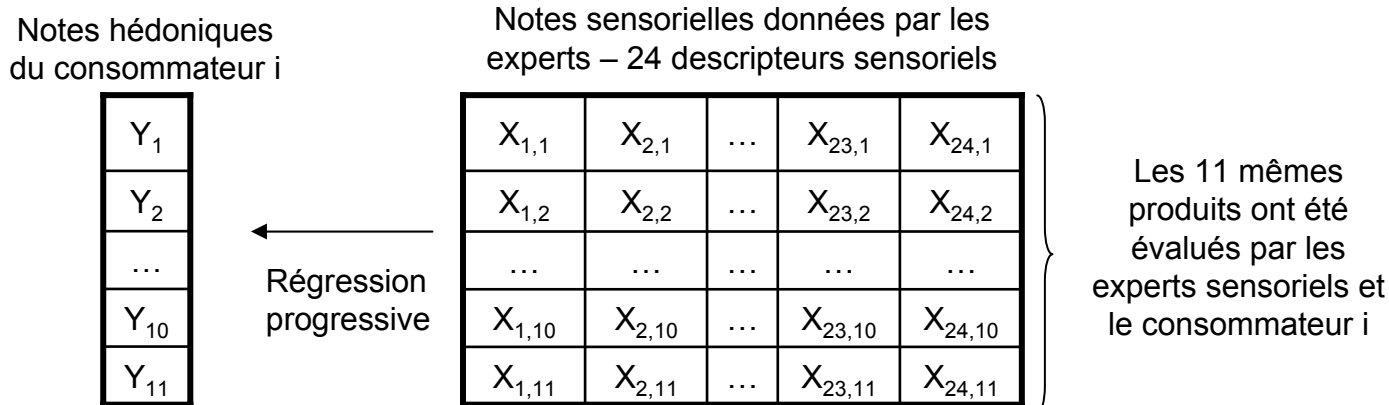 Notes hédoniques
du consommateur i
Notes sensorielles données par les
experts – 24 descripteurs sensoriels
Y1
Y2
…
Y10
Y11
Régression
progressive
X1,1 X2,1 … X23,1 X24,1
X1,2 X2,2 … X23,2 X24,2
… … … … …
X1,10 X2,10 … X23,10 X24,10
X1,11 X2,11 … X23,11 X24,11
Les 11 mêmes
produits ont été
évalués par les
experts sensoriels et
le consommateur i